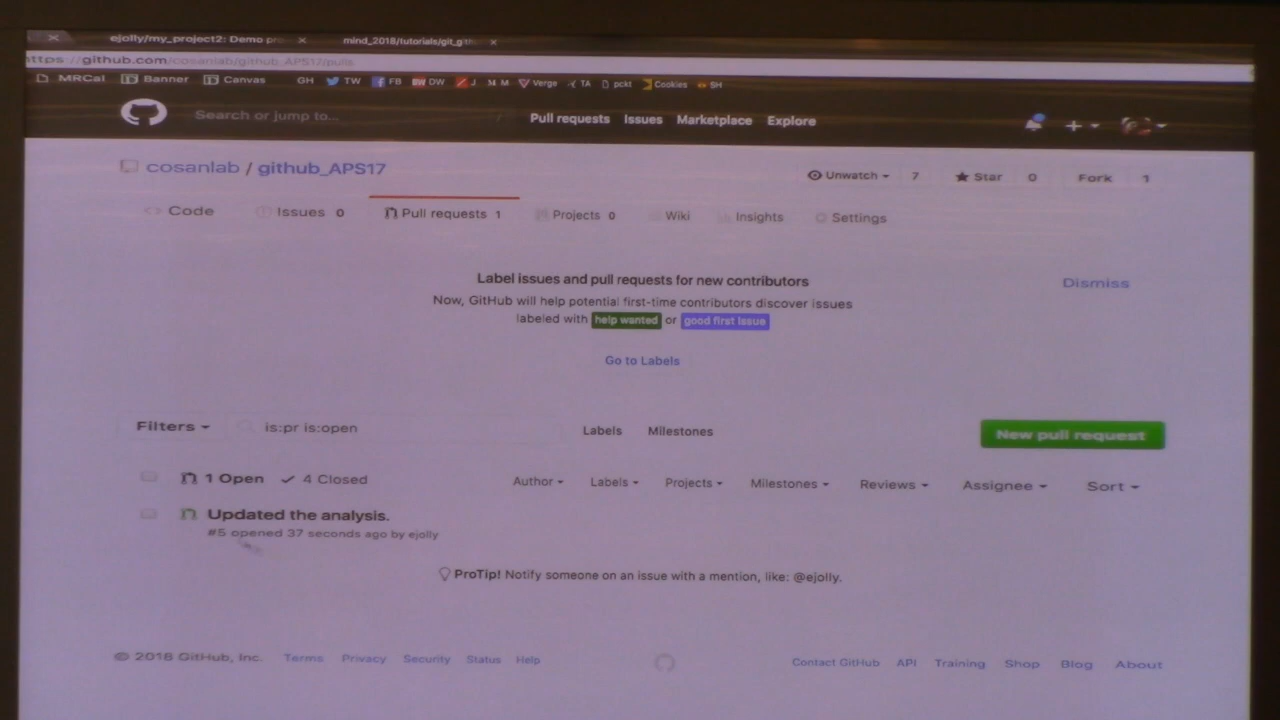 ejolly/my_project2: Demo pr
mind_2018/tutorials/git_gith
https://github.com/cosanlab/github_APS17/pulls
MRCal Banner Canvas GH TW FB DW J M M Verge TA pckt Cookies SH
Search or jump to... /
Pull requests Issues Marketplace Explore
cosanlab / github_APS17
Unwatch 7 Star 0 Fork 1
Code Issues 0 Pull requests 1 Projects 0 Wiki Insights Settings
Label issues and pull requests for new contributors
Dismiss
Now, GitHub will help potential first-time contributors discover issues
labeled with help wanted or good first issue
Go to Labels
Filters is:pr is:open Labels Milestones New pull request
1 Open 4 Closed Author Labels Projects Milestones Reviews Assignee Sort
Updated the analysis.
#5 opened 37 seconds ago by ejolly
ProTip! Notify someone on an issue with a mention, like: @ejolly.
© 2018 GitHub, Inc. Terms Privacy Security Status Help Contact GitHub API Training Shop Blog About